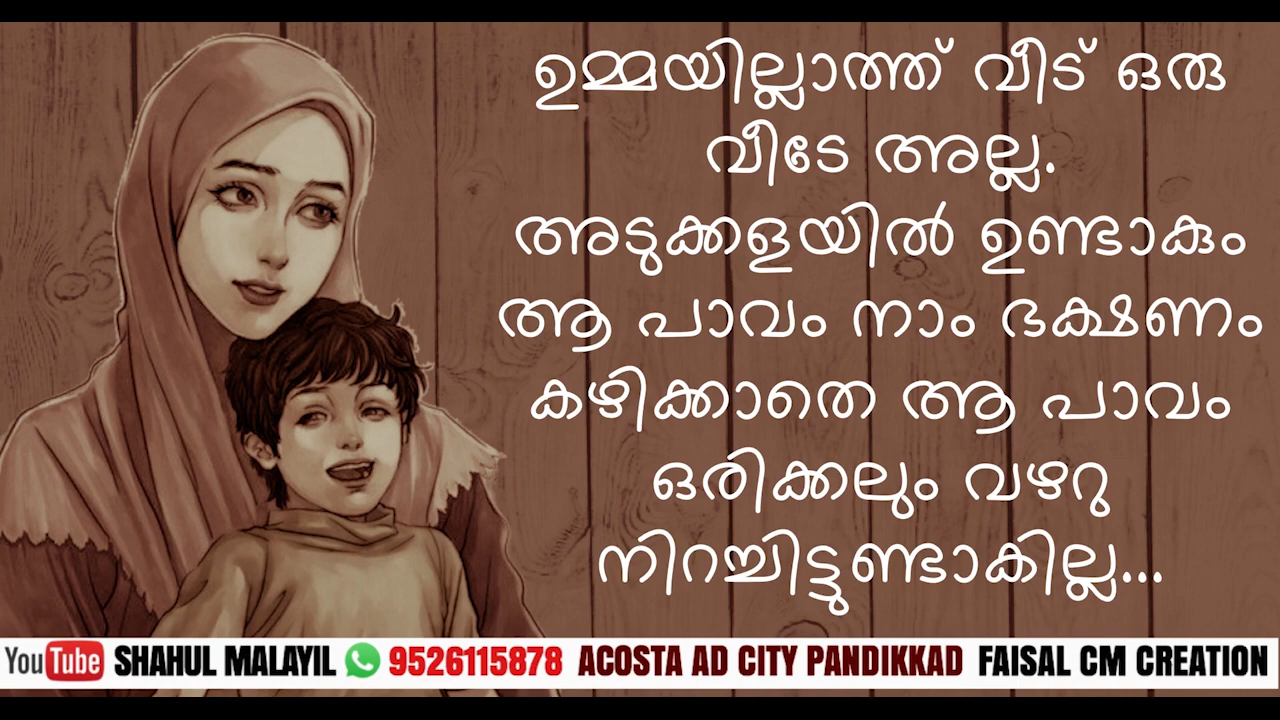 ഉമ്മയില്ലാത്ത് വീട് ഒരു
വീടേ അല്ല.
അടുക്കളയിൽ ഉണ്ടാകും
ആ പാവം നാം ഭക്ഷണം
കഴിക്കാതെ ആ പാവം
ഒരിക്കലും വഴറു
നിറച്ചിട്ടുണ്ടാകില്ല...
YouTube SHAHUL MALAYIL 9526115878 ACOSTA AD CITY PANDIKKAD FAISAL CM CREATION